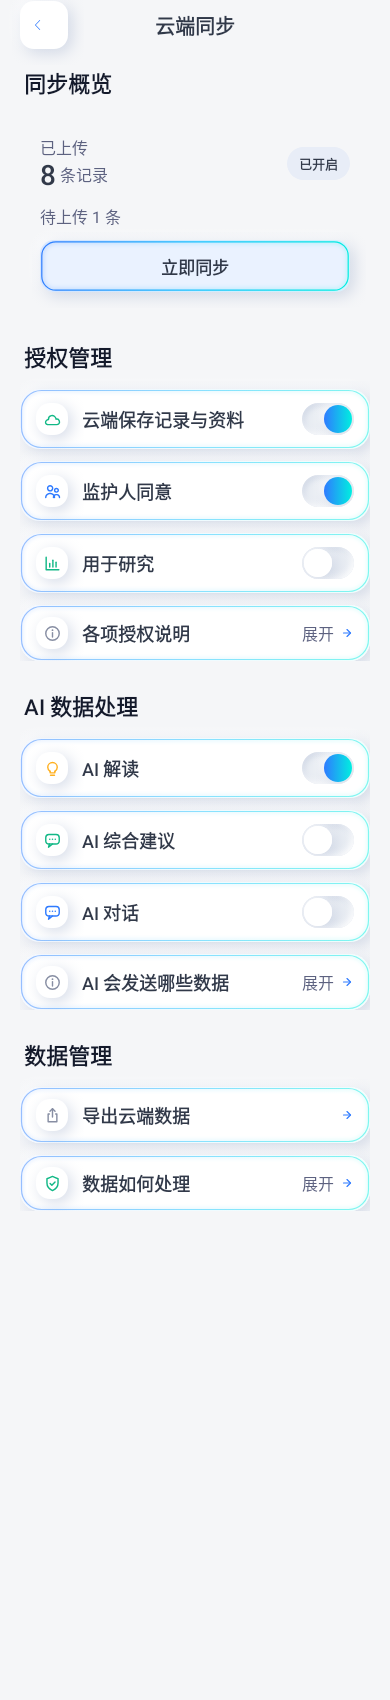 云端同步
同步概览
已上传
8 条记录
已开启
待上传 1 条
立即同步
授权管理
云端保存记录与资料
监护人同意
用于研究
各项授权说明 展开
AI 数据处理
AI 解读
AI 综合建议
AI 对话
AI 会发送哪些数据 展开
数据管理
导出云端数据
数据如何处理 展开